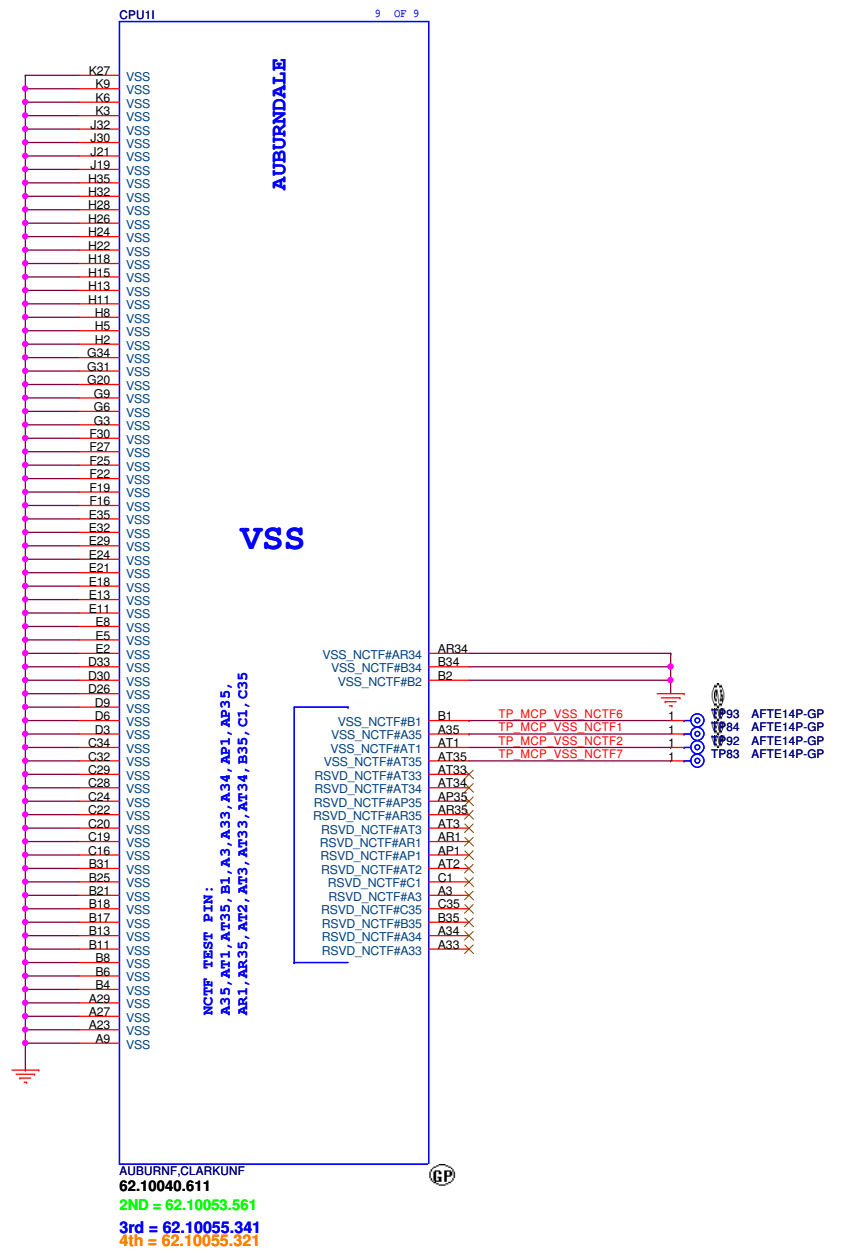 CPU1I
9 OF 9
AUBURNDALE
K27 VSS
K9 VSS
K6 VSS
K3 VSS
J32 VSS
J30 VSS
J21 VSS
J19 VSS
H35 VSS
H32 VSS
H28 VSS
H26 VSS
H24 VSS
H22 VSS
H18 VSS
H15 VSS
H13 VSS
H11 VSS
H8 VSS
H5 VSS
H2 VSS
G34 VSS
G31 VSS
G20 VSS
G9 VSS
G6 VSS
G3 VSS
F30 VSS
F27 VSS
F25 VSS
F22 VSS
F19 VSS
F16 VSS
E35 VSS
E32 VSS
E29 VSS
E24 VSS
E21 VSS
E18 VSS
E13 VSS
E11 VSS
E8 VSS
E5 VSS
E2 VSS
D33 VSS
D30 VSS
D26 VSS
D9 VSS
D6 VSS
D3 VSS
C34 VSS
C32 VSS
C29 VSS
C28 VSS
C24 VSS
C22 VSS
C20 VSS
C19 VSS
C16 VSS
B31 VSS
B25 VSS
B21 VSS
B18 VSS
B17 VSS
B13 VSS
B11 VSS
B8 VSS
B6 VSS
B4 VSS
A29 VSS
A27 VSS
A23 VSS
A9 VSS
VSS
NCTF TEST PIN:
A35,AT1,AT35,B1,A3,A33,A34,AP1,AP35,
AR1,AR35,AT2,AT3,AT33,AT34,B35,C1,C35
VSS_NCTF#AR34 AR34
VSS_NCTF#B34 B34
VSS_NCTF#B2 B2
VSS_NCTF#B1 B1 TP_MCP_VSS_NCTF6 1 TP93 AFTE14P-GP
VSS_NCTF#A35 A35 TP_MCP_VSS_NCTF1 1 TP84 AFTE14P-GP
VSS_NCTF#AT1 AT1 TP_MCP_VSS_NCTF2 1 TP92 AFTE14P-GP
VSS_NCTF#AT35 AT35 TP_MCP_VSS_NCTF7 1 TP83 AFTE14P-GP
RSVD_NCTF#AT33 AT33
RSVD_NCTF#AT34 AT34
RSVD_NCTF#AP35 AP35
RSVD_NCTF#AR35 AR35
RSVD_NCTF#AT3 AT3
RSVD_NCTF#AR1 AR1
RSVD_NCTF#AP1 AP1
RSVD_NCTF#AT2 AT2
RSVD_NCTF#C1 C1
RSVD_NCTF#A3 A3
RSVD_NCTF#C35 C35
RSVD_NCTF#B35 B35
RSVD_NCTF#A34 A34
RSVD_NCTF#A33 A33
AUBURNF,CLARKUNF
GP
62.10040.611
2ND = 62.10053.561
3rd = 62.10055.341
4th = 62.10055.321